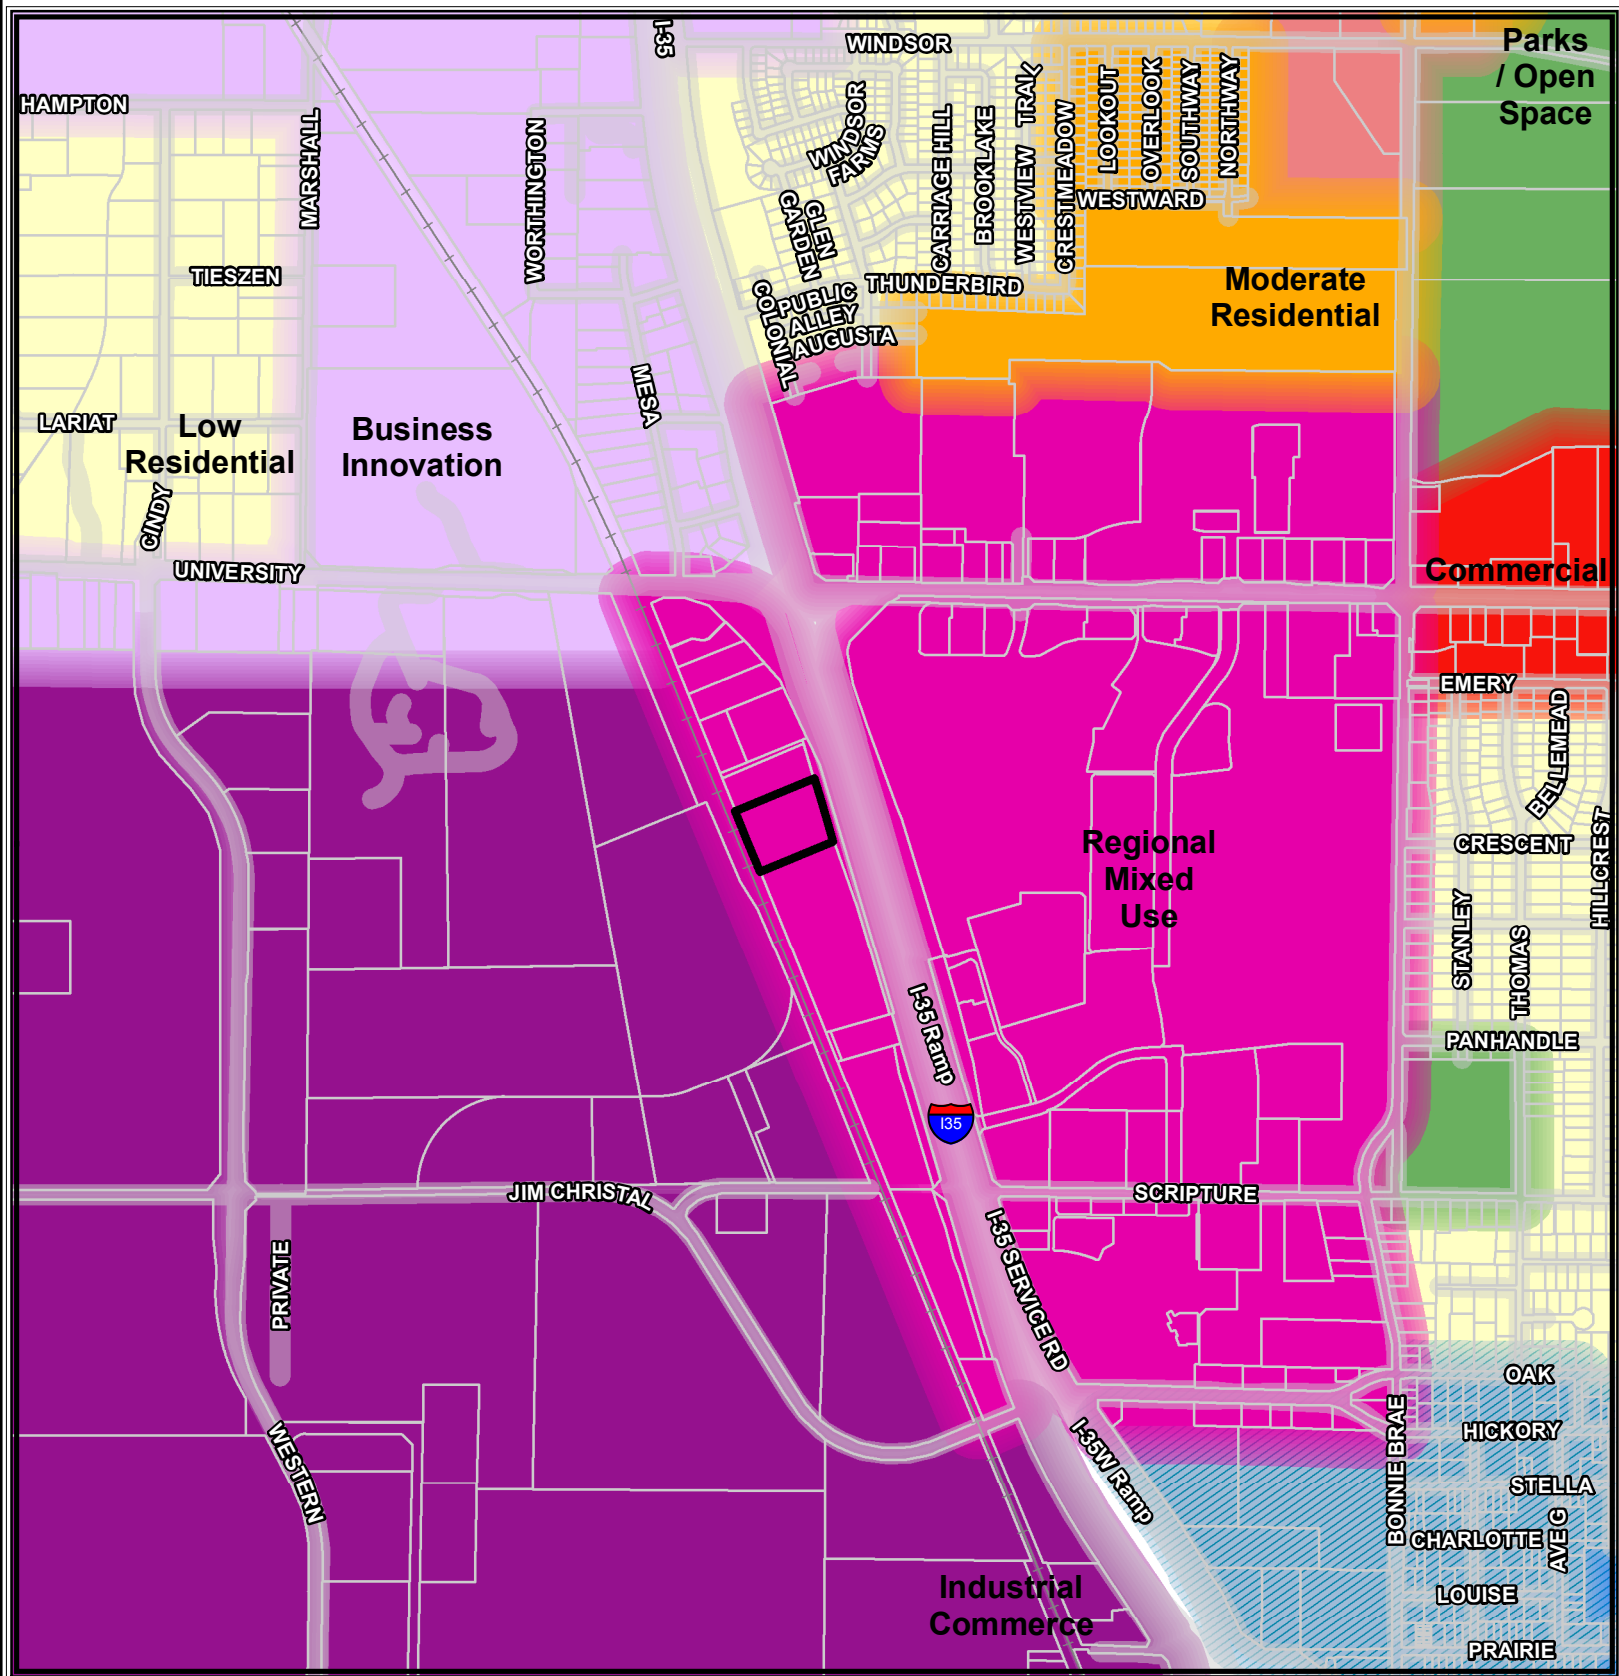 I-35
WINDSOR
Parks
/ Open
Space
HAMPTON
MARSHALL
WORTHINGTON
WINDSOR
WINDSOR
FARMS
CARRIAGE HILL
BROOKLAKE
WESTVIEW
TRAIL
CRESTMEADOW
LOOKOUT
OVERLOOK
SOUTHWAY
NORTHWAY
WESTWARD
GLEN
GARDEN
TIESZEN
THUNDERBIRD
Moderate
Residential
COLONIAL
PUBLIC
ALLEY
AUGUSTA
MESA
LARIAT
Low
Residential
Business
Innovation
CINDY
UNIVERSITY
Commercial
EMERY
BELLEMEAD
CRESCENT
HILLCREST
Regional
Mixed
Use
STANLEY
THOMAS
I-35 Ramp
PANHANDLE
I35
JIM CHRISTAL
SCRIPTURE
PRIVATE
I-35 SERVICE RD
OAK
WESTERN
I-35W Ramp
BONNIE BRAE
HICKORY
STELLA
AVE G
CHARLOTTE
Industrial
Commerce
LOUISE
PRAIRIE